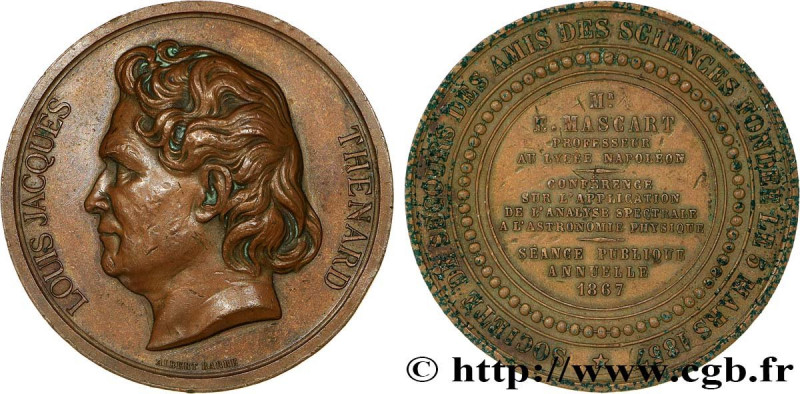 LOUIS JACQUES THENARD
ALBERT BARRE
SOCIÉTÉ DE SECOURS DES AMIS DES SCIENCES FONDÉE LE 5 MARS 1857
MR
E. MASCART
PROFESSEUR
AU LYCÉE NAPOLÉON
CONFÉRENCE
SUR L'APPLICATION
DE L'ANALYSE SPECTRALE
A L'ASTRONOMIE PHYSIQUE
SÉANCE PUBLIQUE
ANNUELLE
1867
© http://www.cgb.fr